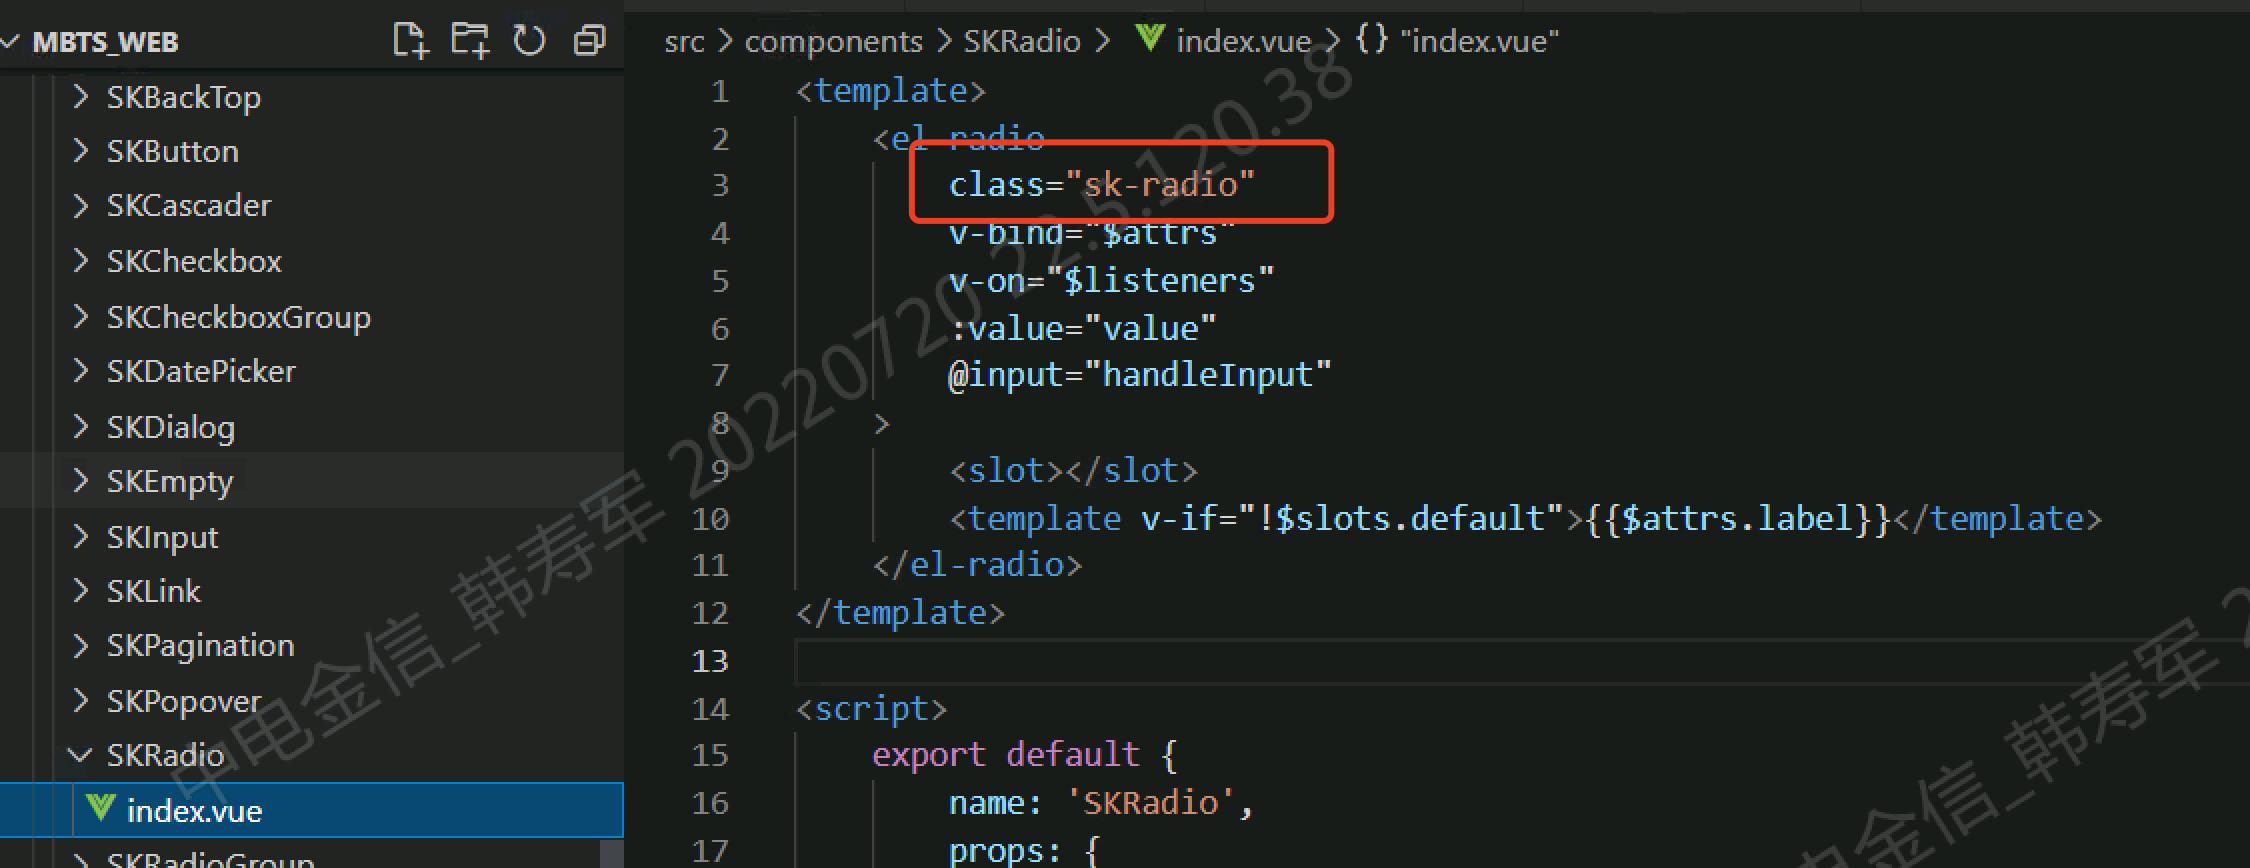 MBTS_WEB
SKBackTop
SKButton
SKCascader
SKCheckbox
SKCheckboxGroup
SKDatePicker
SKDialog
SKEmpty
SKInput
SKLink
SKPagination
SKPopover
SKRadio
index.vue
SKRadioGroup
src > components > SKRadio > index.vue > {} "index.vue"
1 <template>
2 <el-radio
3 class="sk-radio"
4 v-bind="$attrs"
5 v-on="$listeners"
6 :value="value"
7 @input="handleInput"
8 >
9 <slot></slot>
10 <template v-if="!$slots.default">{{$attrs.label}}</template>
11 </el-radio>
12 </template>
13
14 <script>
15 export default {
16 name: 'SKRadio',
17 props: {
中电金信_韩寿军 20220720 22.5.120.38
中电金信_韩寿军 2